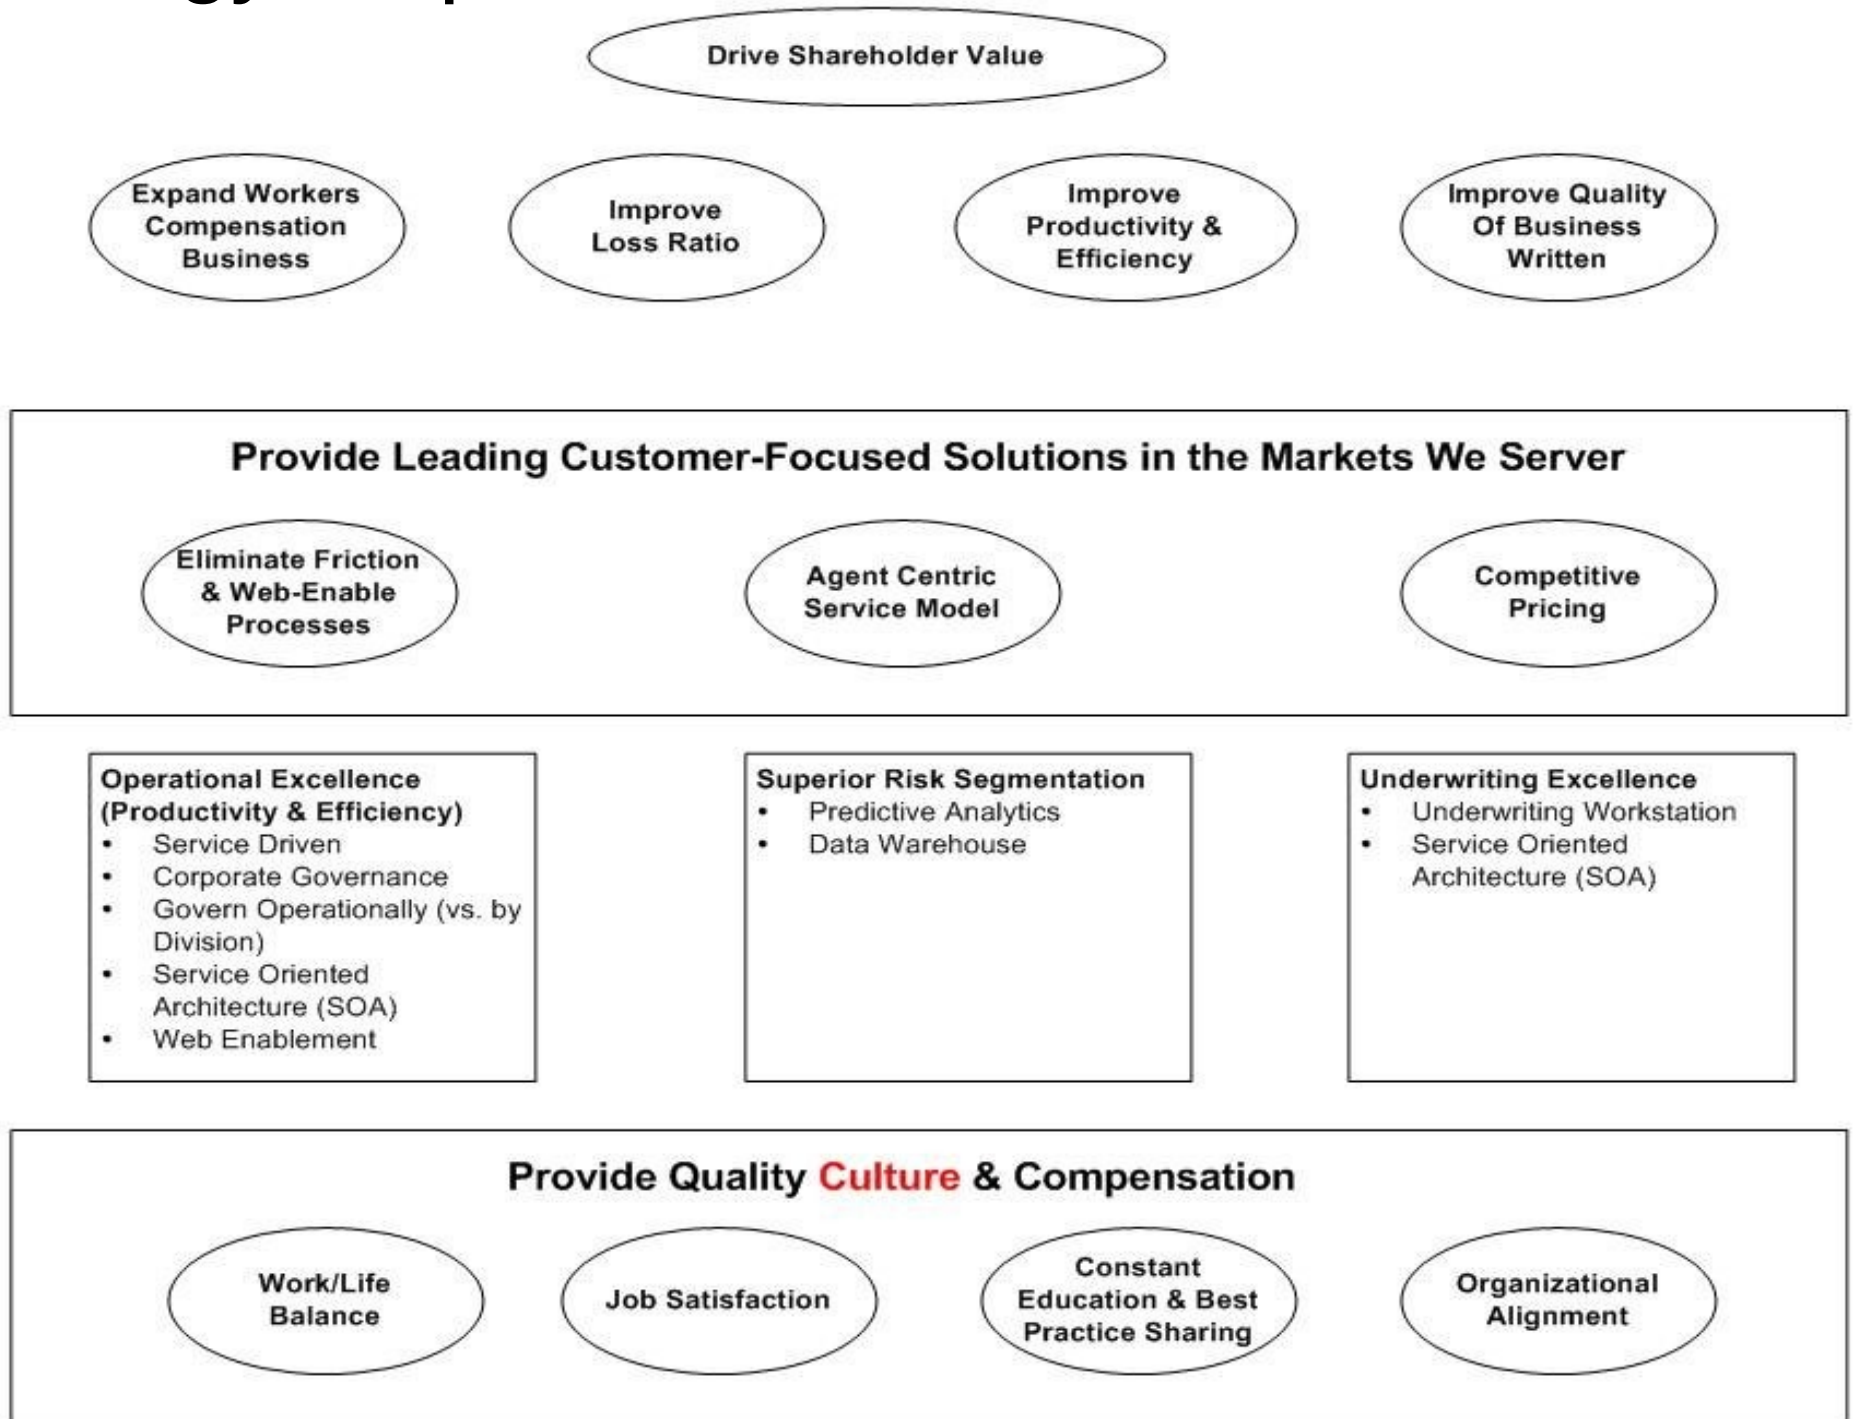 Drive Shareholder Value
Expand Workers
Compensation
Business
Improve
Loss Ratio
Improve
Productivity &
Efficiency
Improve Quality
Of Business
Written
Provide Leading Customer-Focused Solutions in the Markets We Server
Eliminate Friction
& Web-Enable
Processes
Agent Centric
Service Model
Competitive
Pricing
Operational Excellence
(Productivity & Efficiency)
• Service Driven
• Corporate Governance
• Govern Operationally (vs. by
Division)
• Service Oriented
Architecture (SOA)
• Web Enablement
Superior Risk Segmentation
• Predictive Analytics
• Data Warehouse
Underwriting Excellence
• Underwriting Workstation
• Service Oriented
Architecture (SOA)
Provide Quality Culture & Compensation
Work/Life
Balance
Job Satisfaction
Constant
Education & Best
Practice Sharing
Organizational
Alignment